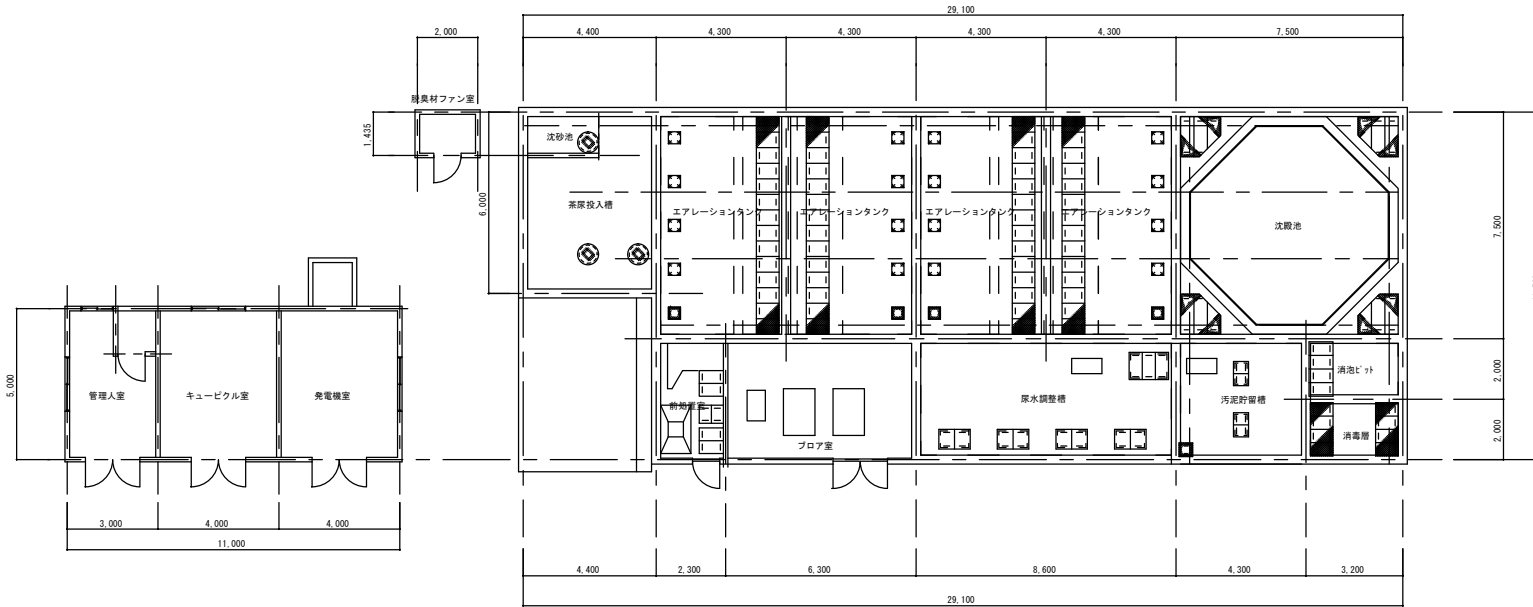 29,100
4,400
4,300
4,300
4,300
4,300
7,500
2,000
脱臭材ファン室
1,435
6,000
沈砂池
茶尿投入槽
エアレーションタンク
エアレーションタンク
エアレーションタンク
エアレーションタンク
沈殿池
7,500
5,000
管理人室
キュービクル室
発電機室
前処置室
ブロア室
尿水調整槽
汚泥貯留槽
消泡ピット
消毒層
2,000
2,000
3,000
4,000
4,000
11,000
4,400
2,300
6,300
8,600
4,300
3,200
29,100